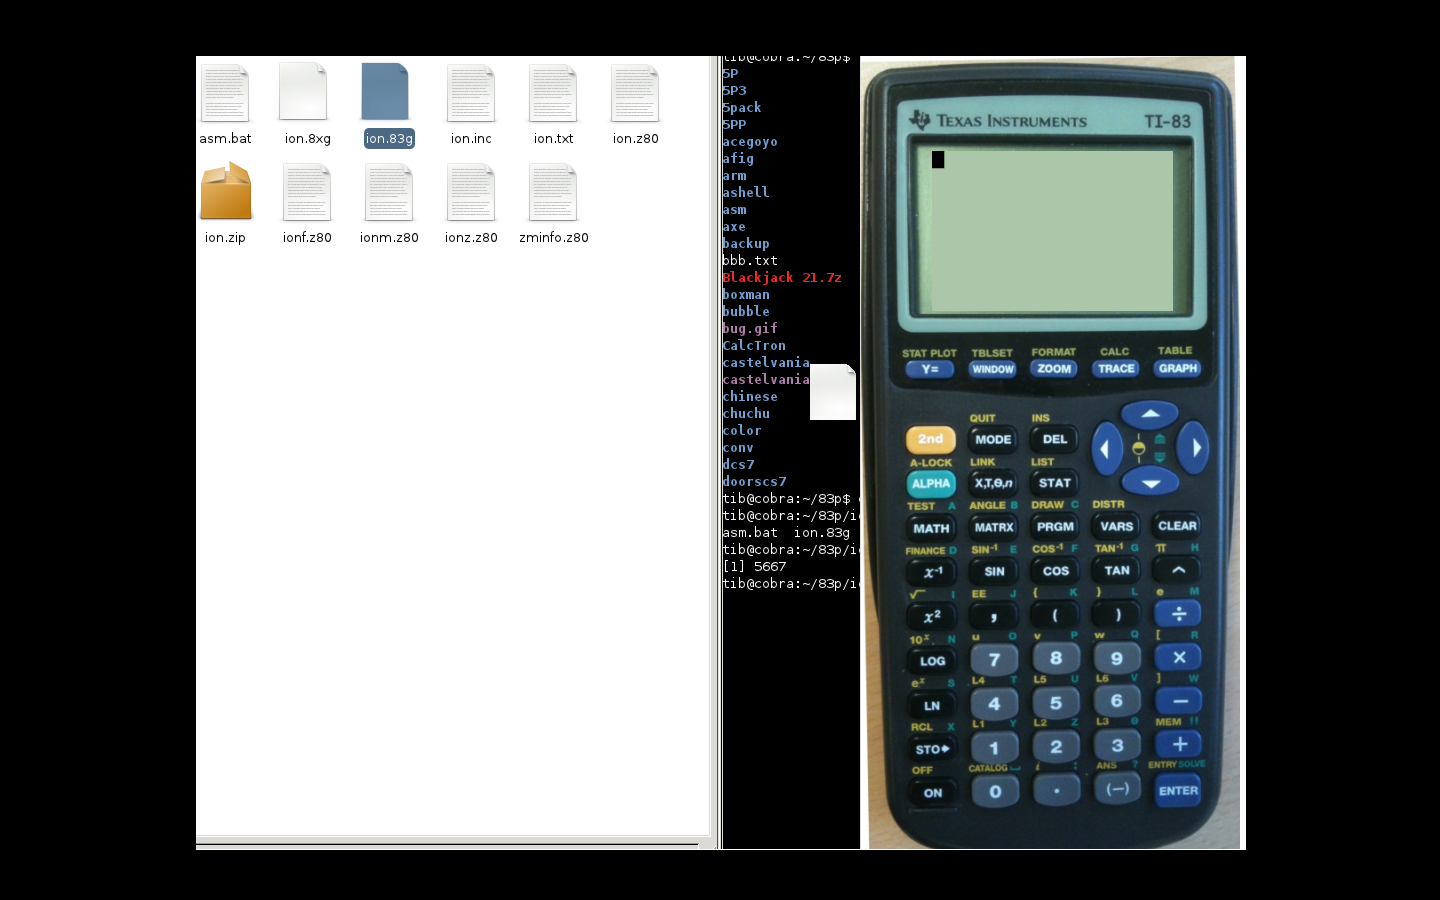 asm.bat ion.8xg ion.83g ion.inc ion.txt ion.z80
ion.zip ionf.z80 ionm.z80 ionz.z80 zminfo.z80
tib@cobra:~/83p$
5P
5P3
5pack
5PP
acegoyo
afig
arm
ashell
asm
axe
backup
bbb.txt
Blackjack 21.7z
boxman
bubble
bug.gif
CalcTron
castelvania
castelvania
chinese
chuchu
color
conv
dcs7
doorscs7
tib@cobra:~/83p$
tib@cobra:~/83p/i
asm.bat ion.83g
tib@cobra:~/83p/i
[1] 5667
tib@cobra:~/83p/i
TEXAS INSTRUMENTS TI-83
STAT PLOT TBLSET FORMAT CALC TABLE
Y= WINDOW ZOOM TRACE GRAPH
QUIT INS
2nd MODE DEL
A-LOCK LINK LIST
ALPHA X,T,Θ,n STAT
TEST A ANGLE B DRAW C DISTR
MATH MATRX PRGM VARS CLEAR
FINANCE D SIN⁻¹ E COS⁻¹ F TAN⁻¹ G π H
x⁻¹ SIN COS TAN ^
√ I EE J { K } L e M
x² , ( ) ÷
10ˣ N u O v P w Q [ R
LOG 7 8 9 ×
eˣ S L4 T L5 U L6 V ] W
LN 4 5 6 −
RCL X L1 Y L2 Z L3 θ MEM "
STO▶ 1 2 3 +
OFF CATALOG i : ANS ? ENTRY SOLVE
ON 0 . (−) ENTER